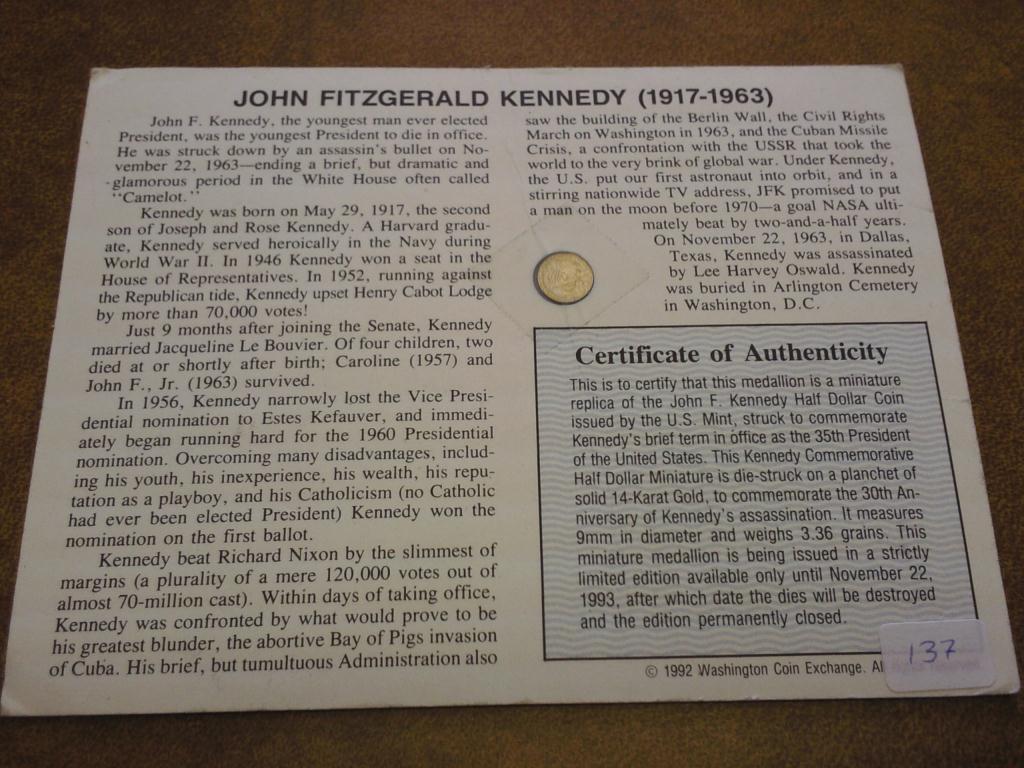 JOHN FITZGERALD KENNEDY (1917-1963)
John F. Kennedy, the youngest man ever elected
President, was the youngest President to die in office.
He was struck down by an assassin's bullet on No-
vember 22, 1963—ending a brief, but dramatic and
glamorous period in the White House often called
"Camelot."
Kennedy was born on May 29, 1917, the second
son of Joseph and Rose Kennedy. A Harvard gradu-
ate, Kennedy served heroically in the Navy during
World War II. In 1946 Kennedy won a seat in the
House of Representatives. In 1952, running against
the Republican tide, Kennedy upset Henry Cabot Lodge
by more than 70,000 votes!
Just 9 months after joining the Senate, Kennedy
married Jacqueline Le Bouvier. Of four children, two
died at or shortly after birth; Caroline (1957) and
John F., Jr. (1963) survived.
In 1956, Kennedy narrowly lost the Vice Presi-
dential nomination to Estes Kefauver, and immedi-
ately began running hard for the 1960 Presidential
nomination. Overcoming many disadvantages, includ-
ing his youth, his inexperience, his wealth, his repu-
tation as a playboy, and his Catholicism (no Catholic
had ever been elected President) Kennedy won the
nomination on the first ballot.
Kennedy beat Richard Nixon by the slimmest of
margins (a plurality of a mere 120,000 votes out of
almost 70-million cast). Within days of taking office,
Kennedy was confronted by what would prove to be
his greatest blunder, the abortive Bay of Pigs invasion
of Cuba. His brief, but tumultuous Administration also
saw the building of the Berlin Wall, the Civil Rights
March on Washington in 1963, and the Cuban Missile
Crisis, a confrontation with the USSR that took the
world to the very brink of global war. Under Kennedy,
the U.S. put our first astronaut into orbit, and in a
stirring nationwide TV address, JFK promised to put
a man on the moon before 1970—a goal NASA ulti-
mately beat by two-and-a-half years.
On November 22, 1963, in Dallas,
Texas, Kennedy was assassinated
by Lee Harvey Oswald. Kennedy
was buried in Arlington Cemetery
in Washington, D.C.
Certificate of Authenticity
This is to certify that this medallion is a miniature
replica of the John F. Kennedy Half Dollar Coin
issued by the U.S. Mint, struck to commemorate
Kennedy's brief term in office as the 35th President
of the United States. This Kennedy Commemorative
Half Dollar Miniature is die-struck on a planchet of
solid 14-Karat Gold, to commemorate the 30th An-
niversary of Kennedy's assassination. It measures
9mm in diameter and weighs 3.36 grains. This
miniature medallion is being issued in a strictly
limited edition available only until November 22,
1993, after which date the dies will be destroyed
and the edition permanently closed.
© 1992 Washington Coin Exchange. Al
137